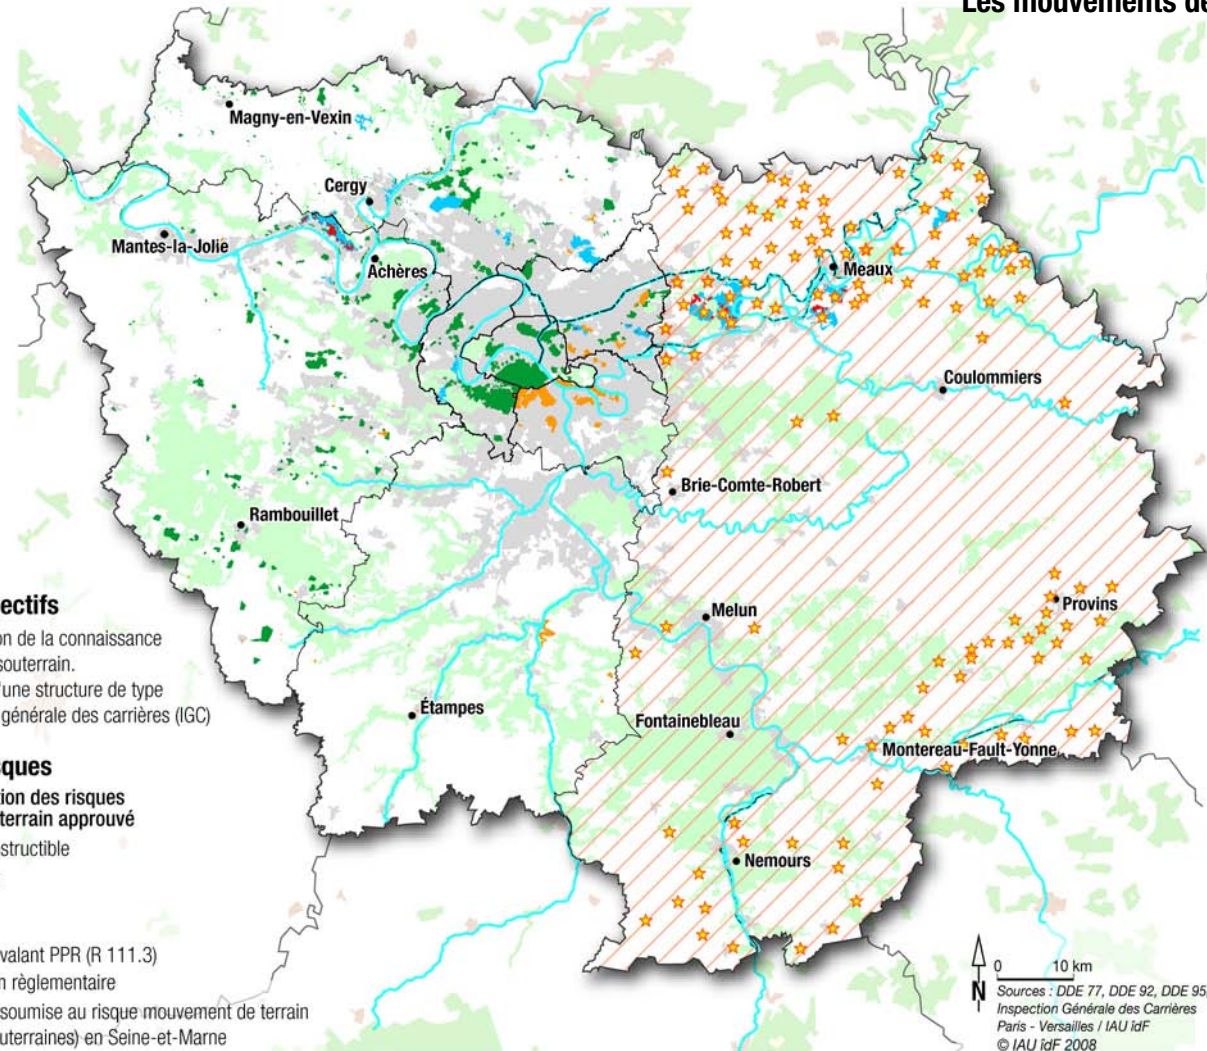 Les mouvements de
Magny-en-Vexin
Cergy
Mantes-la-Jolie
Achères
Meaux
Coulommiers
Brie-Comte-Robert
Rambouillet
Melun
Provins
Étampes
Fontainebleau
Montereau-Fault-Yonne
Nemours
ectifs
on de la connaissance
souterrain.
'une structure de type
générale des carrières (IGC)
sques
tion des risques
terrain approuvé
structible
valant PPR (R 111.3)
n règlementaire
soumise au risque mouvement de terrain
uterraines) en Seine-et-Marne
0 10 km
N
Sources : DDE 77, DDE 92, DDE 95,
Inspection Générale des Carrières
Paris - Versailles / IAU îdF
© IAU îdF 2008